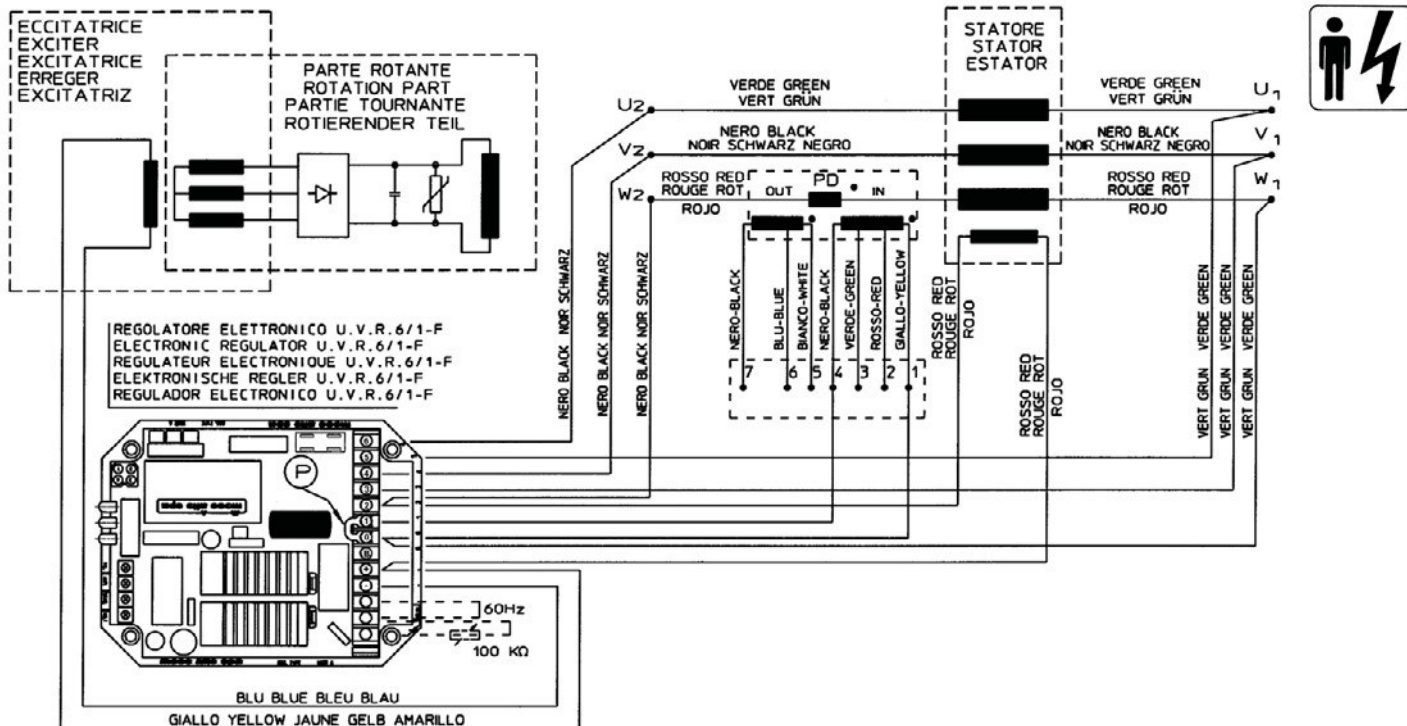 ECCITATRICE
EXCITER
EXCITATRICE
ERREGER
EXCITATRIZ
PARTE ROTANTE
ROTATION PART
PARTIE TOURNANTE
ROTIERENDER TEIL
STATORE
STATOR
ESTATOR
VERDE GREEN
VERT GRÜN
U2
VERDE GREEN
VERT GRÜN
U1
NERO BLACK
NOIR SCHWARZ NEGRO
V2
NERO BLACK
NOIR SCHWARZ NEGRO
V1
ROSSO RED
ROUGE ROT
ROJO
W2
OUT PD IN
ROSSO RED
ROUGE ROT
ROJO
W1
NERO BLACK NOIR SCHWARZ
NERO BLACK NOIR SCHWARZ
NERO BLACK NOIR SCHWARZ
NERO-BLACK
BLU-BLUE
BIANCO-WHITE
NERO-BLACK
VERDE-GREEN
ROSSO-RED
GIALLO-YELLOW
7 6 5 4 3 2 1
ROSSO RED
ROUGE ROT
ROJO
ROSSO RED
ROUGE ROT
ROJO
VERT GRUN VERDE GREEN
VERT GRUN VERDE GREEN
VERT GRUN VERDE GREEN
REGOLATORE ELETTRONICO U.V.R.6/1-F
ELECTRONIC REGULATOR U.V.R.6/1-F
REGULATEUR ELECTRONIQUE U.V.R.6/1-F
ELEKTRONISCHE REGLER U.V.R.6/1-F
REGULADOR ELECTRONICO U.V.R.6/1-F
P
60Hz
100 KΩ
BLU BLUE BLEU BLAU
GIALLO YELLOW JAUNE GELB AMARILLO